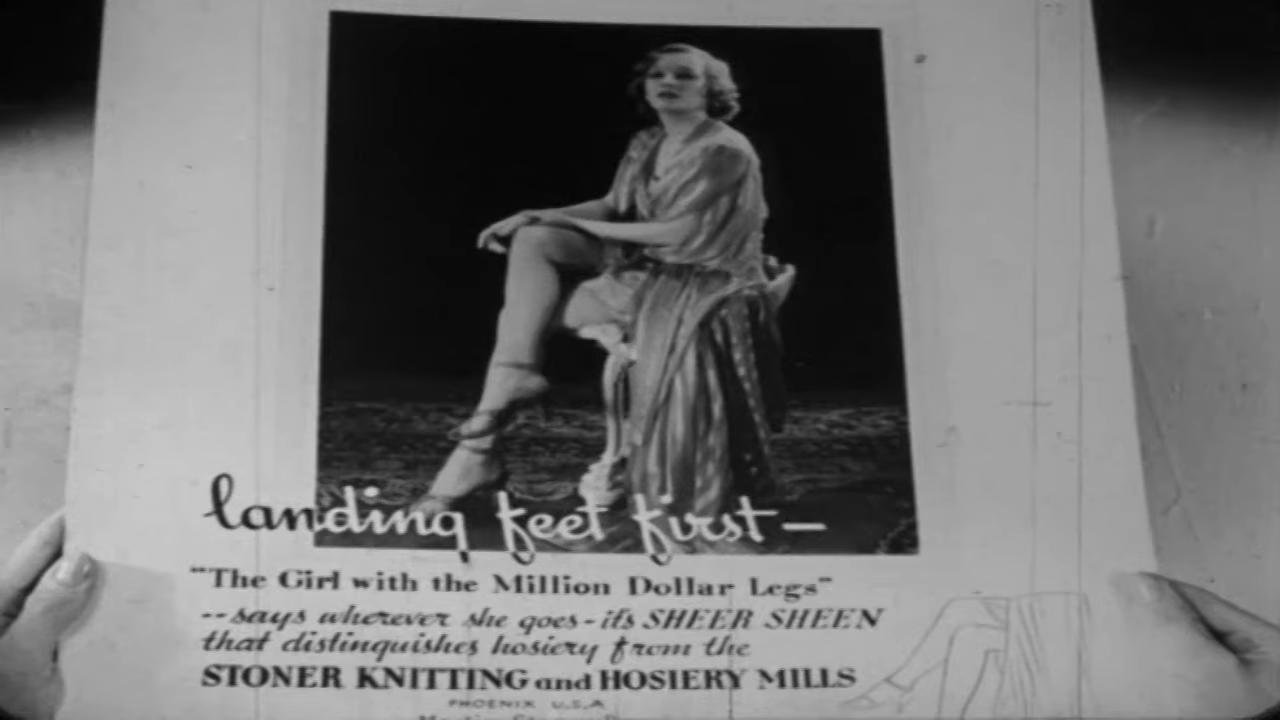 landing feet first—
"The Girl with the Million Dollar Legs"
--says wherever she goes-it's SHEER SHEEN
that distinguishes hosiery from the
STONER KNITTING and HOSIERY MILLS
PHOENIX U.S.A